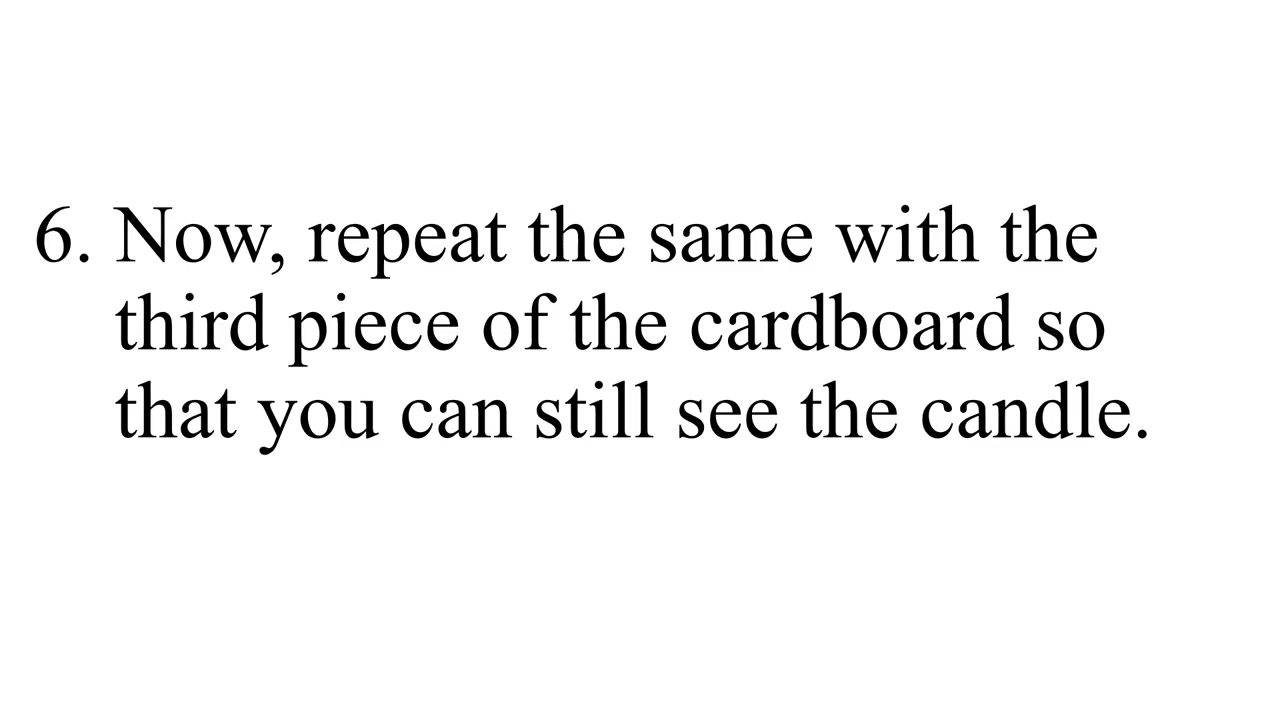 6. Now, repeat the same with the
third piece of the cardboard so
that you can still see the candle.